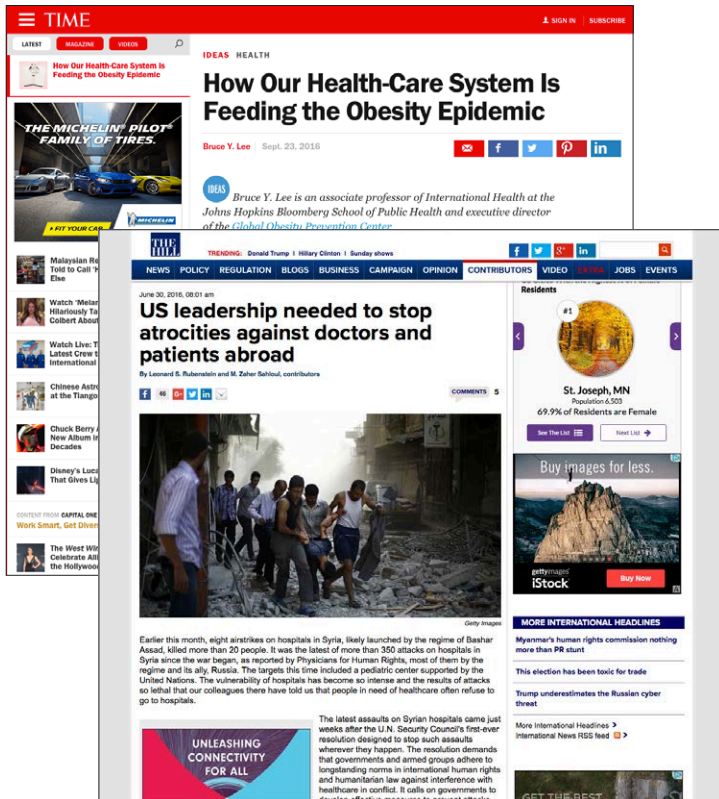 TIME
SIGN IN
SUBSCRIBE
LATEST
MAGAZINE
VIDEOS
How Our Health-Care System Is
Feeding the Obesity Epidemic
THE MICHELIN® PILOT®
FAMILY OF TIRES.
FIT YOUR CAR
MICHELIN
Malaysian Re
Told to Call 'H
Else
Watch 'Melan
Hilariously Ta
Colbert About
Watch Live: T
Latest Crew t
International
Chinese Astro
at the Tiango
Chuck Berry A
New Album in
Decades
Disney's Luca
That Gives Lig
CONTENT FROM CAPITAL ONE
Work Smart, Get Diver
The West Win
Celebrate Alli
the Hollywood
IDEAS HEALTH
How Our Health-Care System Is
Feeding the Obesity Epidemic
Bruce Y. Lee Sept. 23, 2016
IDEAS
Bruce Y. Lee is an associate professor of International Health at the
Johns Hopkins Bloomberg School of Public Health and executive director
of the Global Obesity Prevention Center
THE
HILL
TRENDING: Donald Trump | Hillary Clinton | Sunday shows
NEWS POLICY REGULATION BLOGS BUSINESS CAMPAIGN OPINION CONTRIBUTORS VIDEO EXTRA JOBS EVENTS
June 30, 2016, 08:01 am
US leadership needed to stop
atrocities against doctors and
patients abroad
By Leonard S. Rubenstein and M. Zaher Sahloul, contributors
46
COMMENTS 5
Getty Images
Earlier this month, eight airstrikes on hospitals in Syria, likely launched by the regime of Bashar
Assad, killed more than 20 people. It was the latest of more than 350 attacks on hospitals in
Syria since the war began, as reported by Physicians for Human Rights, most of them by the
regime and its ally, Russia. The targets this time included a pediatric center supported by the
United Nations. The vulnerability of hospitals has become so intense and the results of attacks
so lethal that our colleagues there have told us that people in need of healthcare often refuse to
go to hospitals.
UNLEASHING
CONNECTIVITY
FOR ALL
The latest assaults on Syrian hospitals came just
weeks after the U.N. Security Council's first-ever
resolution designed to stop such assaults
wherever they happen. The resolution demands
that governments and armed groups adhere to
longstanding norms in international human rights
and humanitarian law against interference with
healthcare in conflict. It calls on governments to
develop effective measures to prevent attacks
Residents
#1
St. Joseph, MN
Population 6,503
69.9% of Residents are Female
See The List
Next List
Buy images for less.
gettyimages
iStock
Buy Now
MORE INTERNATIONAL HEADLINES
Myanmar's human rights commission nothing
more than PR stunt
This election has been toxic for trade
Trump underestimates the Russian cyber
threat
More International Headlines
International News RSS feed
GET THE BEST